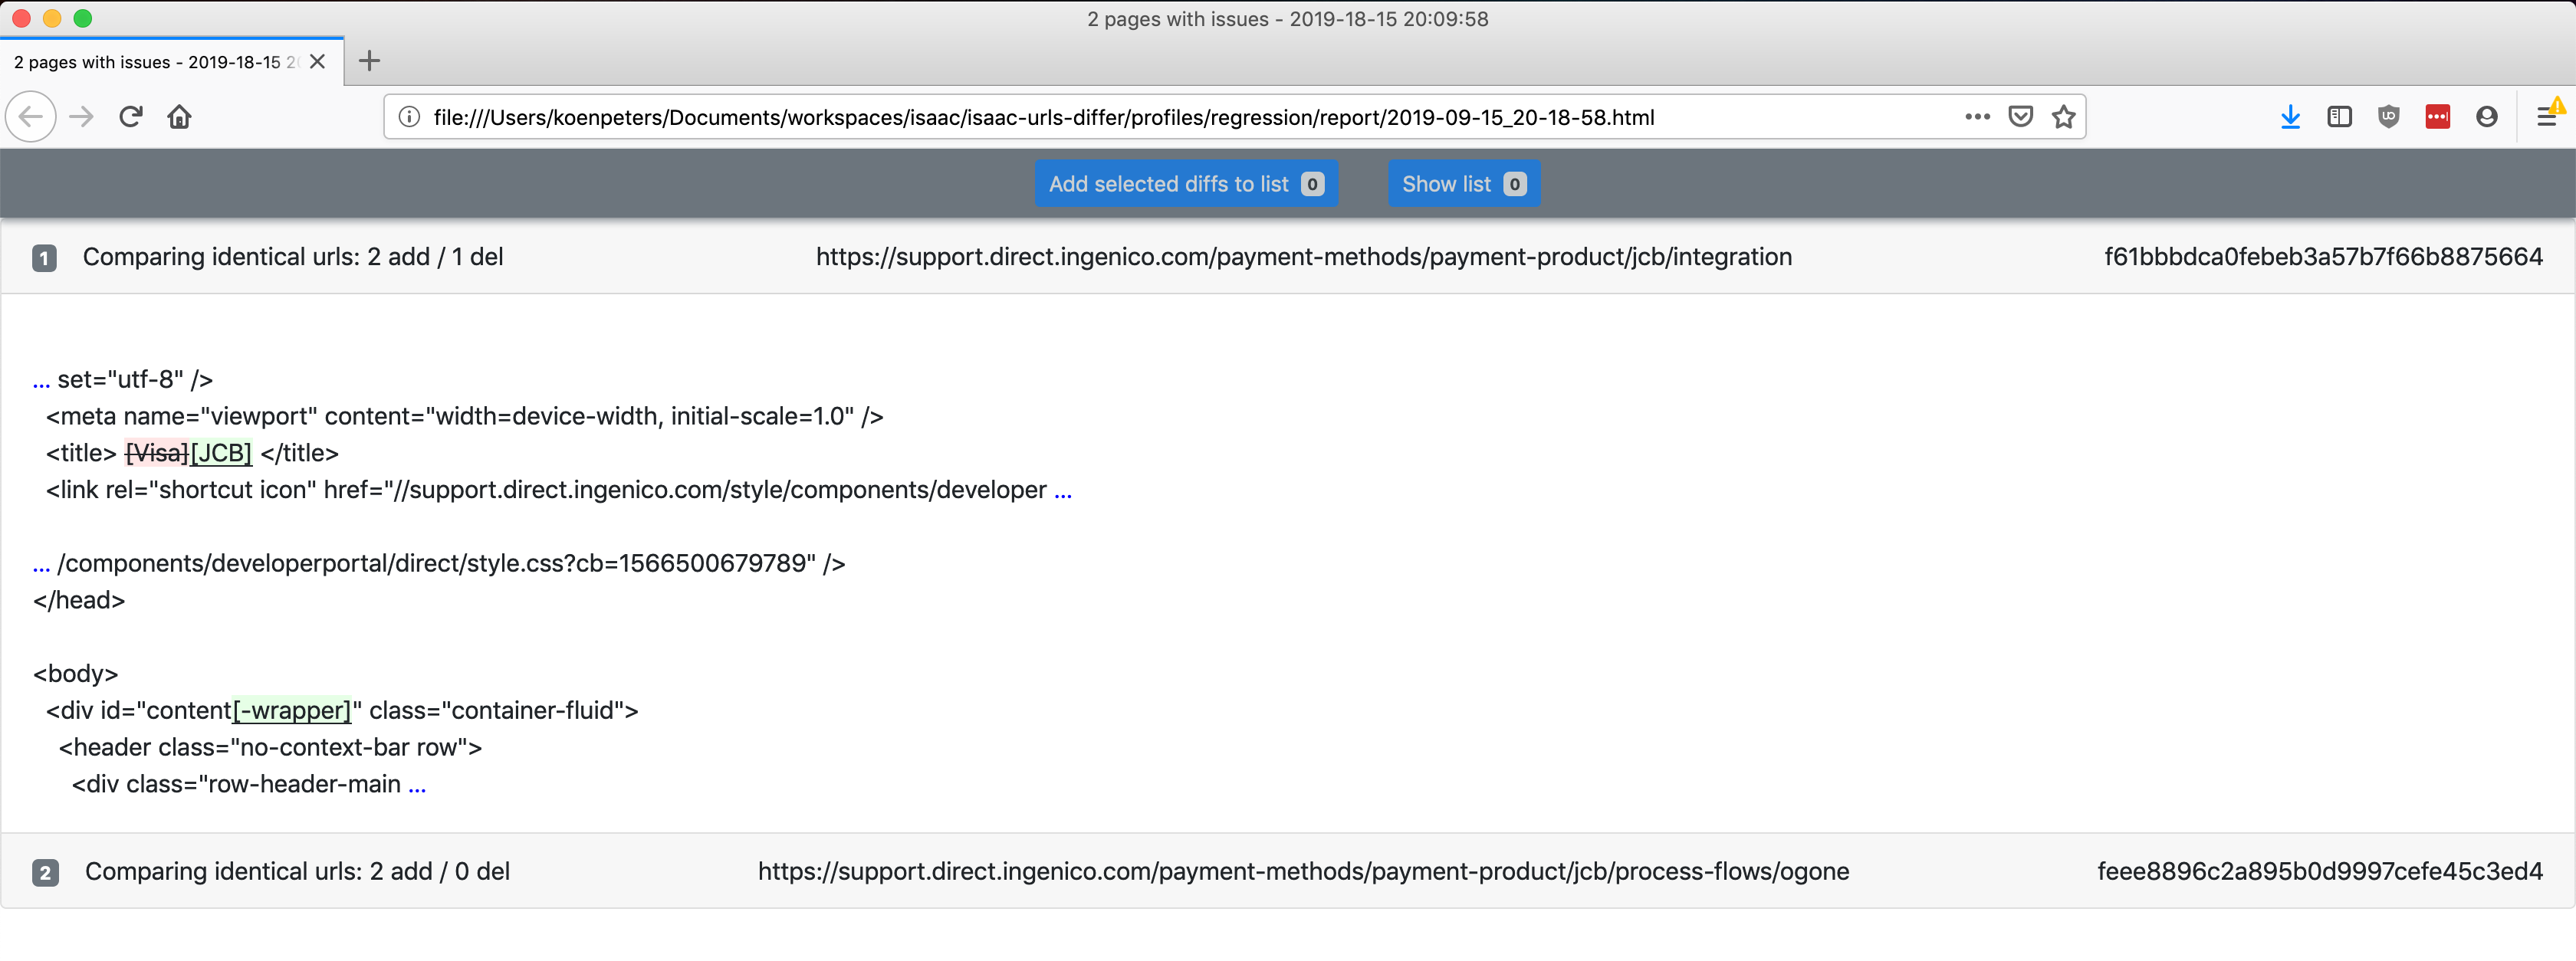 2 pages with issues - 2019-18-15 20:09:58
2 pages with issues - 2019-18-15
file:///Users/koenpeters/Documents/workspaces/isaac/isaac-urls-differ/profiles/regression/report/2019-09-15_20-18-58.html
Add selected diffs to list 0 Show list 0
1 Comparing identical urls: 2 add / 1 del https://support.direct.ingenico.com/payment-methods/payment-product/jcb/integration f61bbbdca0febeb3a57b7f66b8875664
... set="utf-8" />
<meta name="viewport" content="width=device-width, initial-scale=1.0" />
<title> [Visa][JCB] </title>
<link rel="shortcut icon" href="//support.direct.ingenico.com/style/components/developer ...
... /components/developerportal/direct/style.css?cb=1566500679789" />
</head>
<body>
<div id="content[-wrapper]" class="container-fluid">
<header class="no-context-bar row">
<div class="row-header-main ...
2 Comparing identical urls: 2 add / 0 del https://support.direct.ingenico.com/payment-methods/payment-product/jcb/process-flows/ogone feee8896c2a895b0d9997cefe45c3ed4